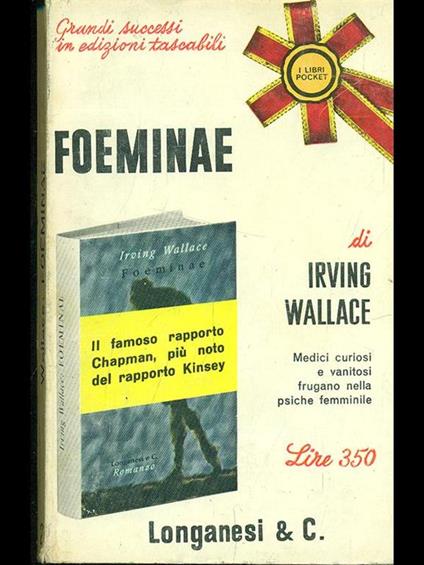 Grandi successi
in edizioni tascabili
I LIBRI
POCKET
FOEMINAE
di
IRVING
WALLACE
Medici curiosi
e vanitosi
frugano nella
psiche femminile
Lire 350
Irving Wallace
Foeminae
Il famoso rapporto
Chapman, più noto
del rapporto Kinsey
Longanesi e C.
Romanzo
Irving Wallace: FOEMINAE
Longanesi & C.